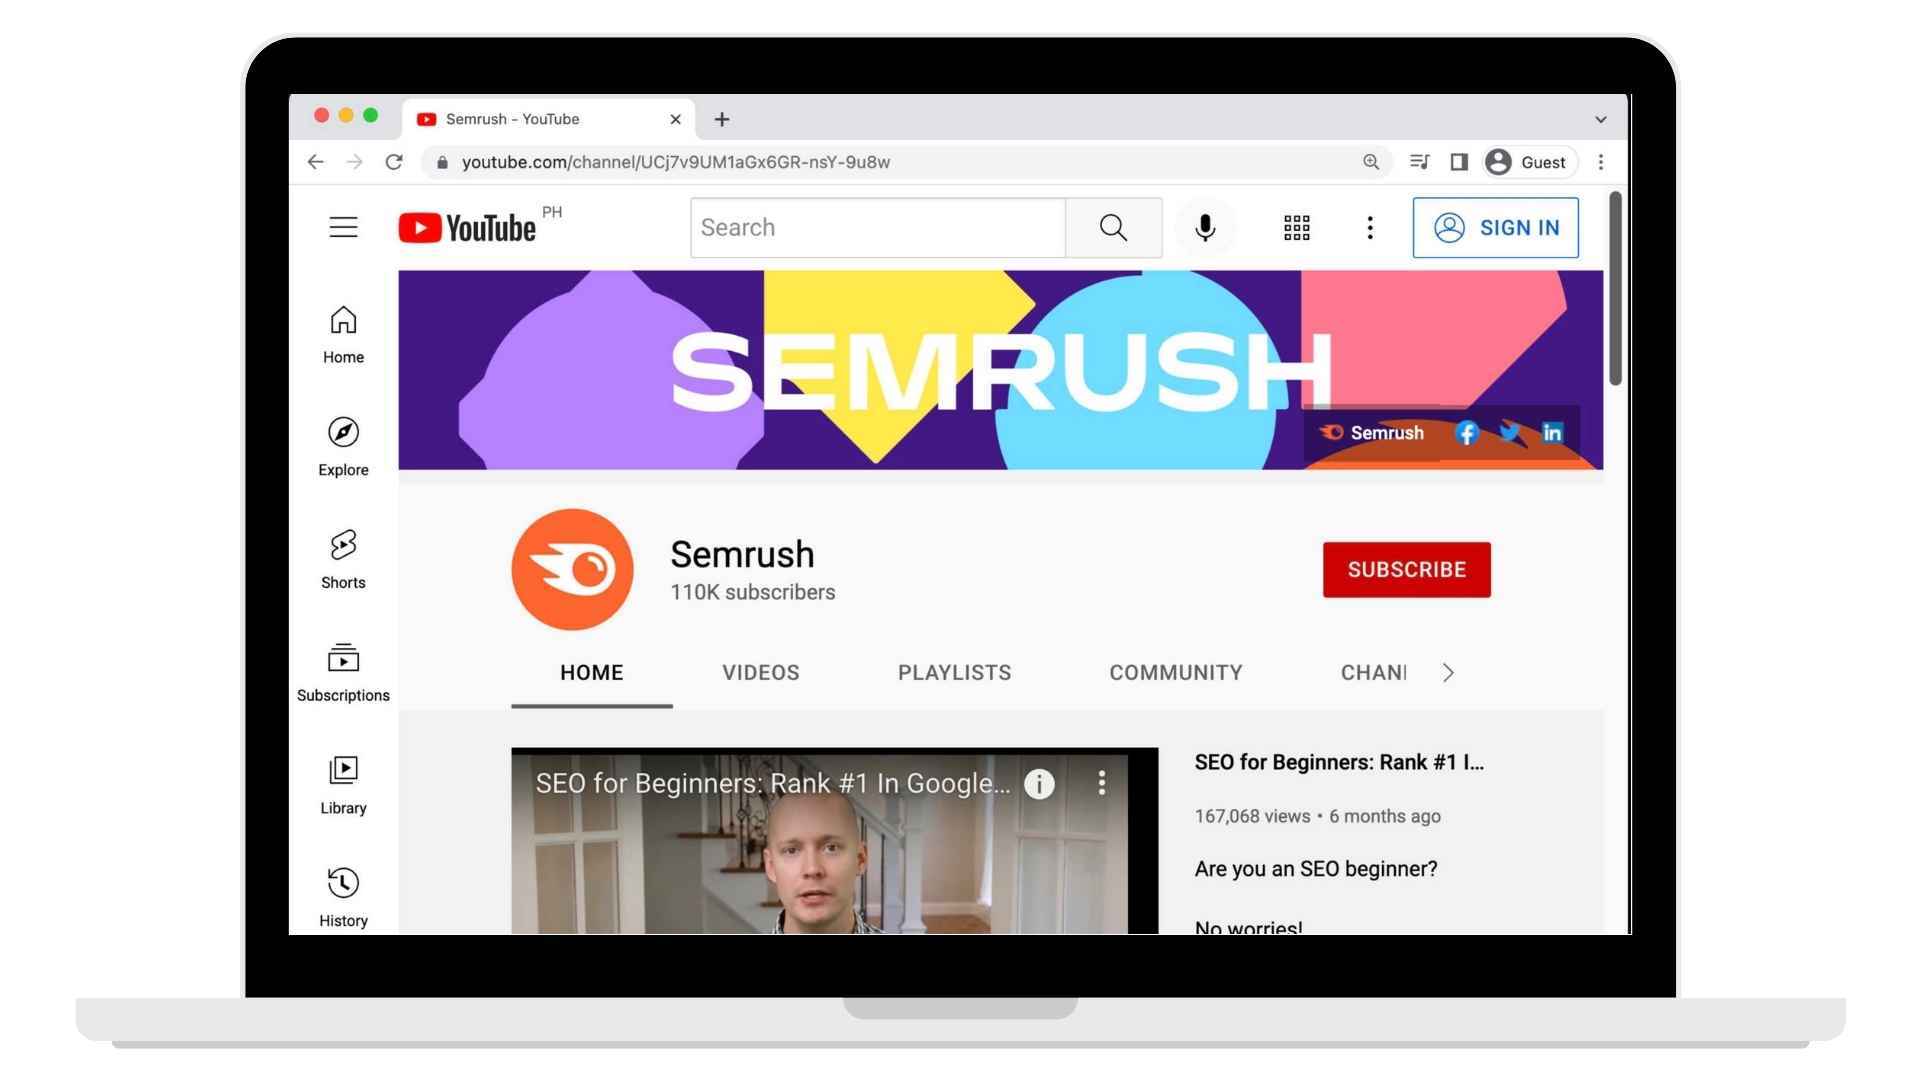 Semrush - YouTube
youtube.com/channel/UCj7v9UM1aGx6GR-nsY-9u8w
Guest
YouTube PH
Search
SIGN IN
Home
Explore
Shorts
Subscriptions
Library
History
SEMRUSH
Semrush
in
Semrush
110K subscribers
SUBSCRIBE
HOME VIDEOS PLAYLISTS COMMUNITY CHAN
SEO for Beginners: Rank #1 In Google...
SEO for Beginners: Rank #1 I...
167,068 views • 6 months ago
Are you an SEO beginner?
No worries!